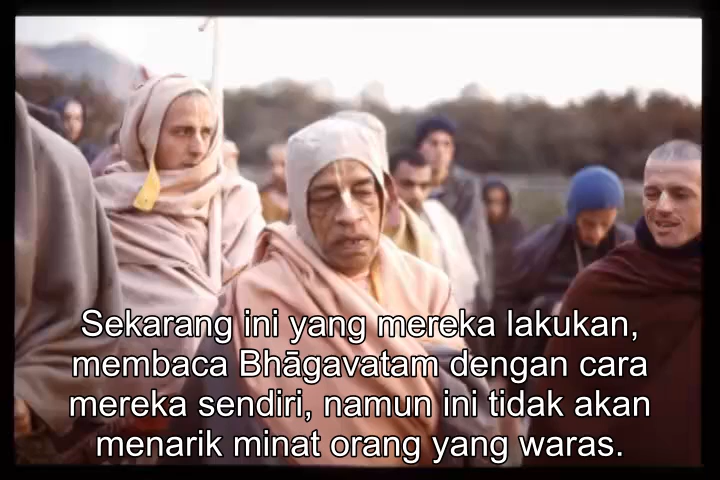 Sekarang ini yang mereka lakukan,
membaca Bhāgavatam dengan cara
mereka sendiri, namun ini tidak akan
menarik minat orang yang waras.